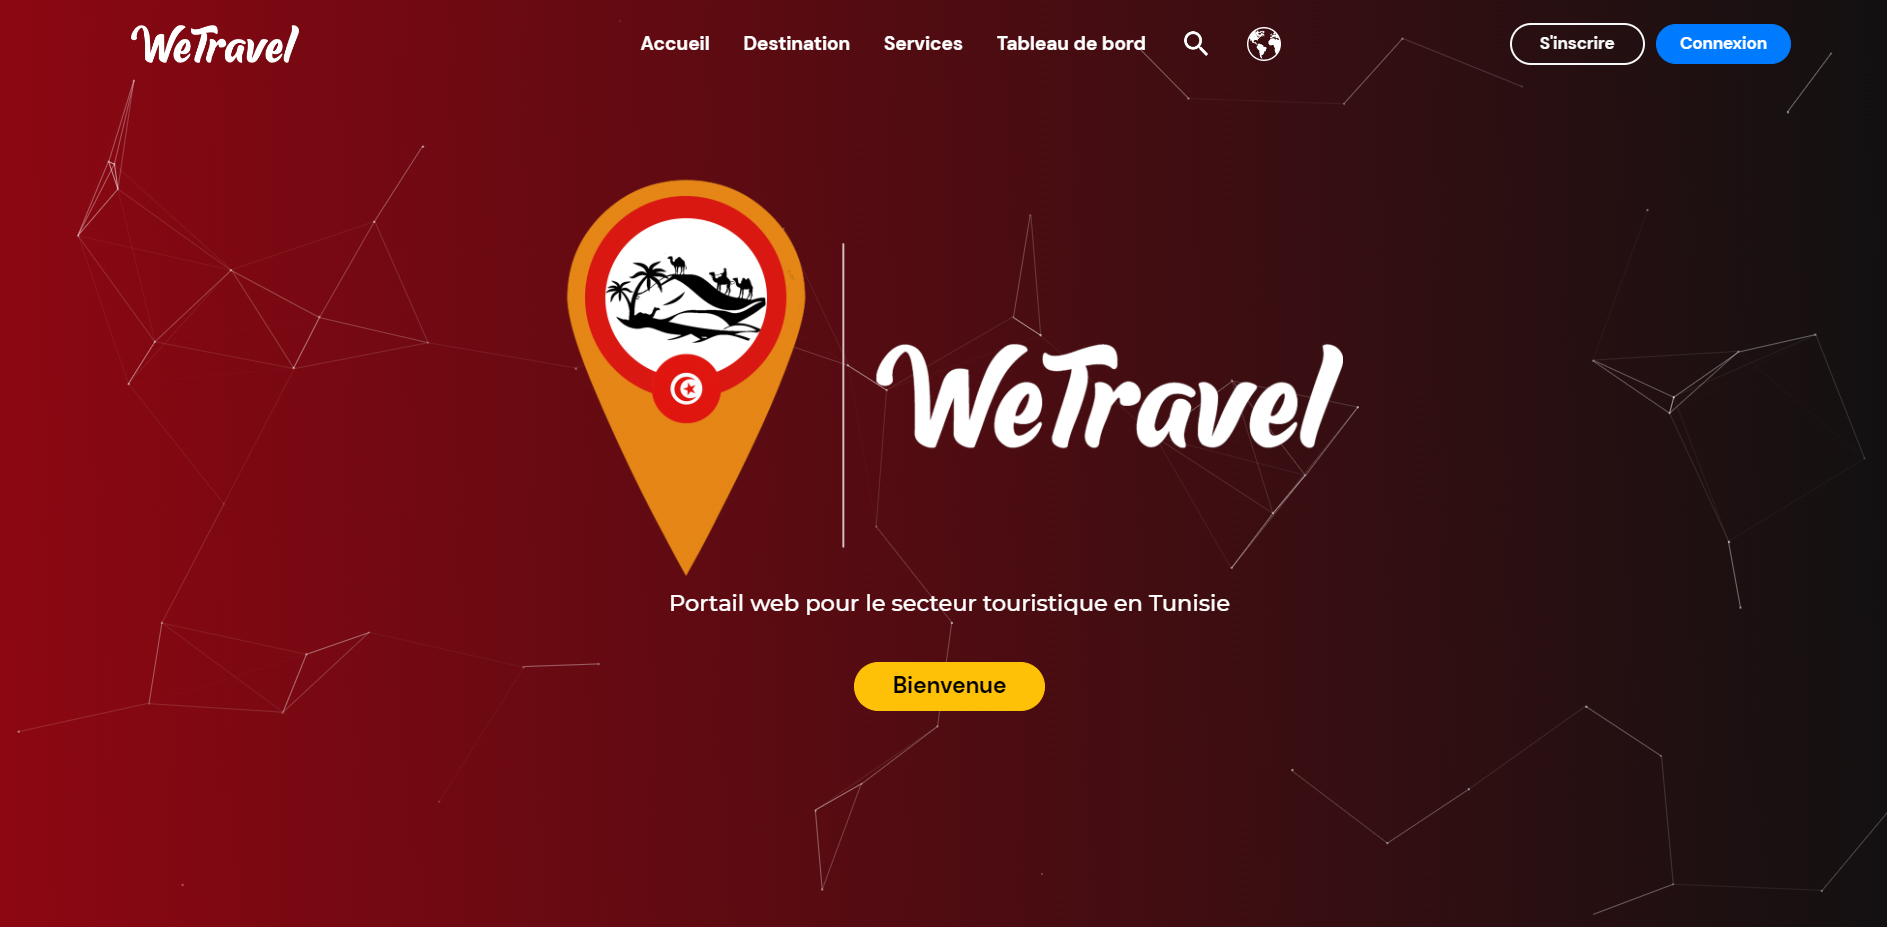 WeTravel
Accueil
Destination
Services
Tableau de bord
S'inscrire
Connexion
WeTravel
Portail web pour le secteur touristique en Tunisie
Bienvenue